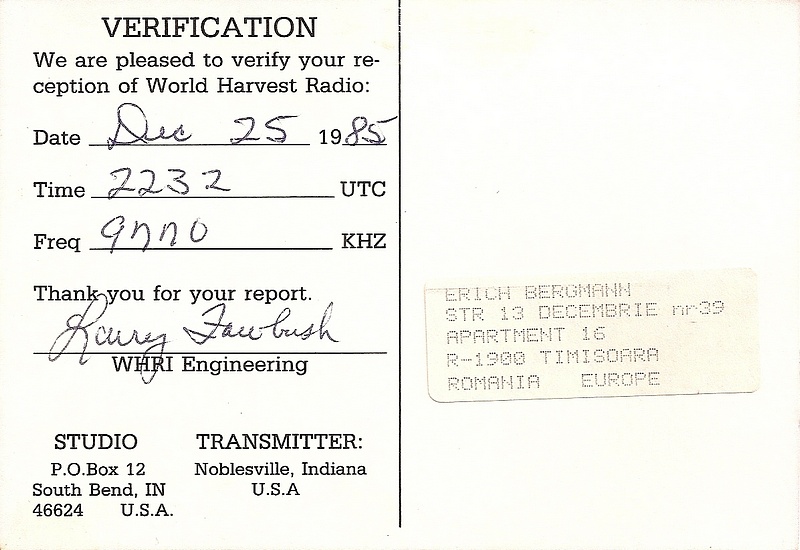 VERIFICATION
We are pleased to verify your re-
ception of World Harvest Radio:
Date Dec 25 1985
Time 2232 UTC
Freq 9770 KHZ
Thank you for your report.
Larry Fawbush
WHRI Engineering
STUDIO
P.O.Box 12
South Bend, IN
46624 U.S.A.
TRANSMITTER:
Noblesville, Indiana
U.S.A
ERICH BERGMANN
STR 13 DECEMBRIE nr39
APARTMENT 16
R-1900 TIMISOARA
ROMANIA EUROPE